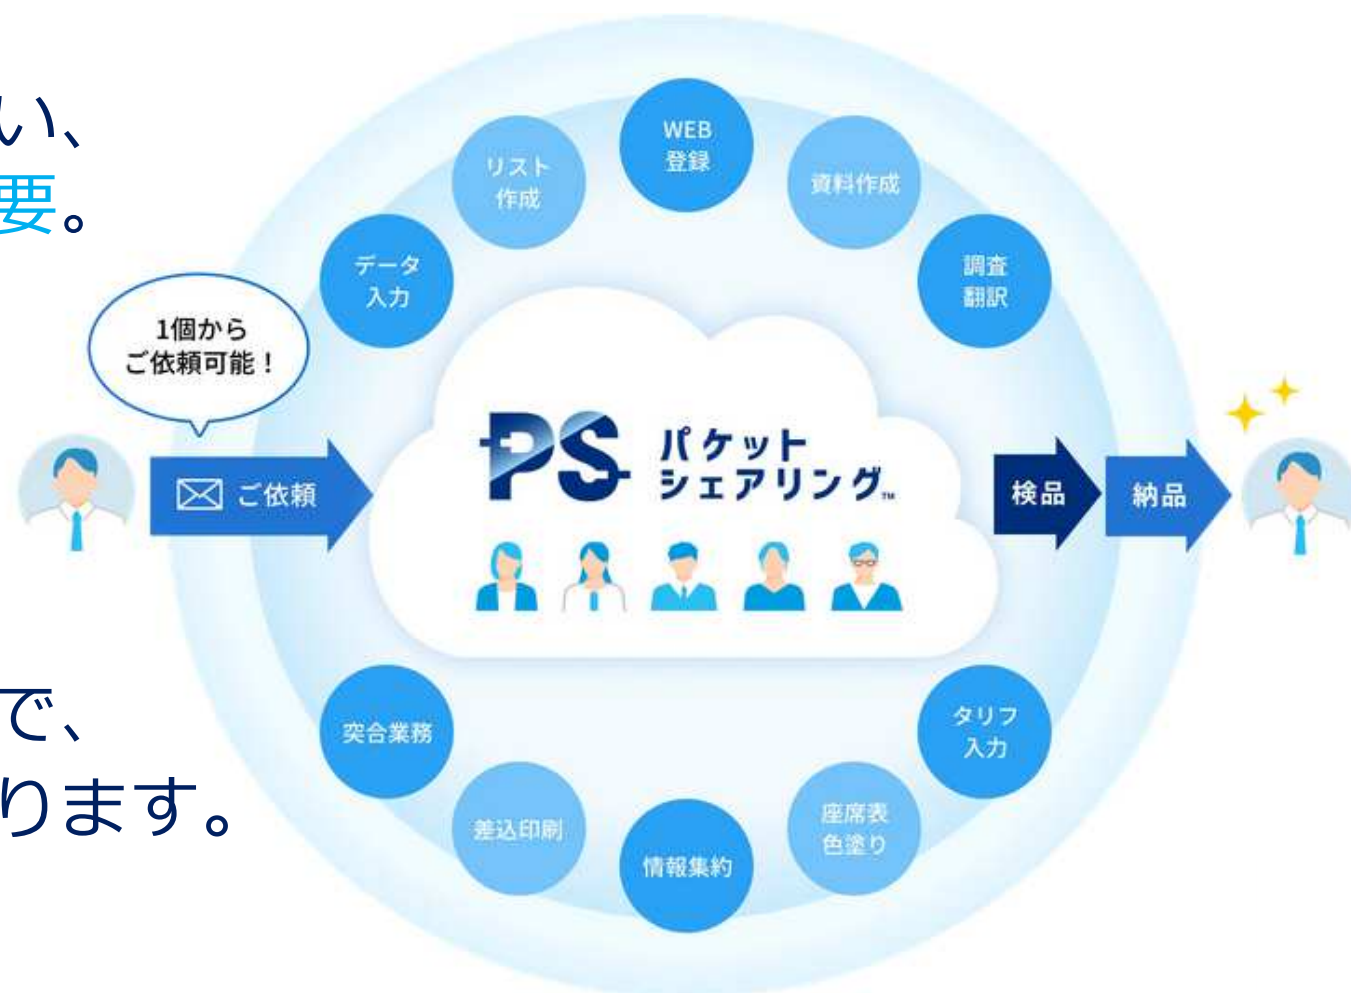 い、
要。
WEB
登録
リスト
作成
資料作成
データ
入力
調査
翻訳
1個から
ご依頼可能！
PS パケット
シェアリング™
ご依頼
検品
納品
で、
ります。
突合業務
タリフ
入力
差込印刷
座席表
色塗り
情報集約